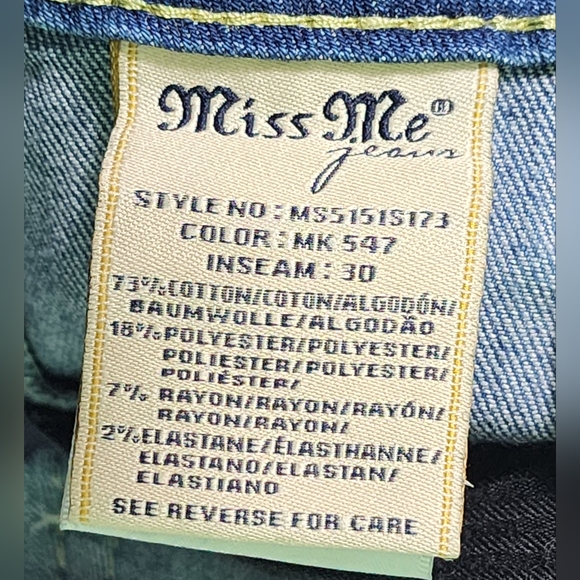 Miss Me®
jeans
STYLE NO : MS5151S173
COLOR : MK 547
INSEAM : 30
73%COTTON/COTON/ALGODÓN/
BAUMWOLLE/ALGODÃO
18%POLYESTER/POLYESTER/
POLIESTER/POLYESTER/
POLIÉSTER/
7% RAYON/RAYON/RAYÓN/
RAYON/RAYON/
2%ELASTANE/ÉLASTHANNE/
ELASTANO/ELASTAN/
ELASTIANO
SEE REVERSE FOR CARE